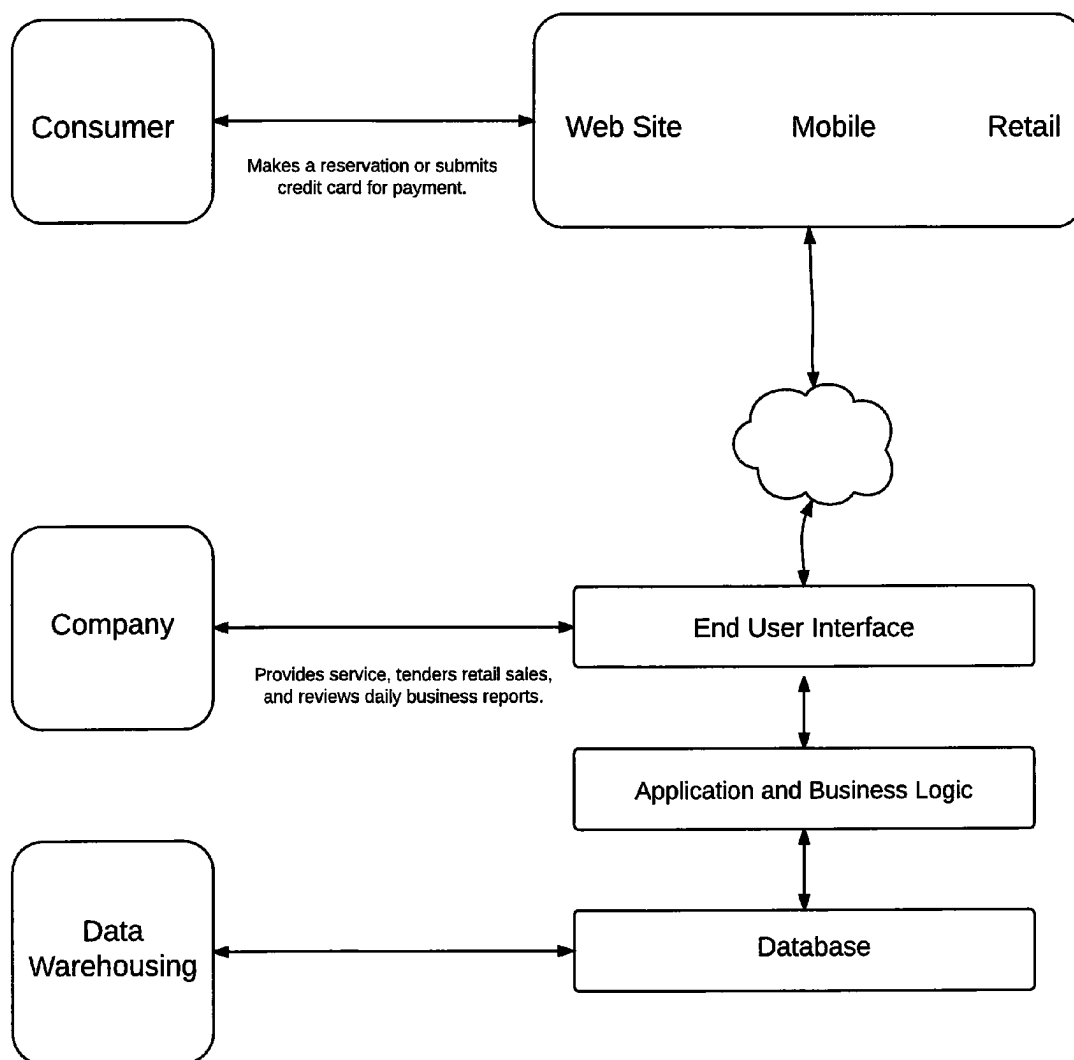 Consumer
Web Site Mobile Retail
Makes a reservation or submits
credit card for payment.
Company
End User Interface
Provides service, tenders retail sales,
and reviews daily business reports.
Application and Business Logic
Data
Warehousing
Database